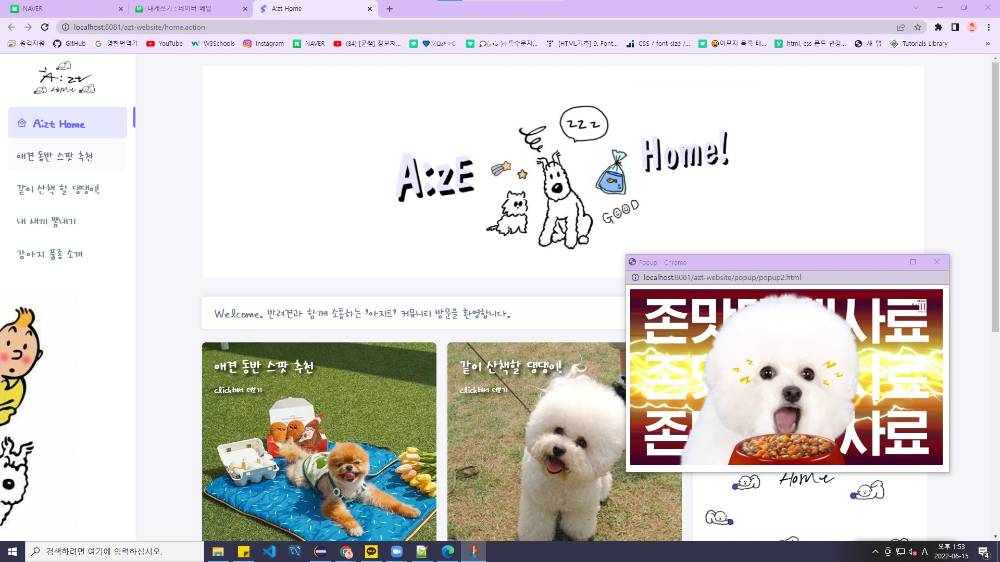 NAVER
내게쓰기 : 네이버 메일
A:zt Home
localhost:8081/azt-website/home.action
원격지원
GitHub
영한번역기
YouTube
W3Schools
Instagram
NAVER
(84) [균쌤] 정보처...
특수문자...
[HTML기초] 9. Font...
CSS / font-size /...
이모지 목록 테...
html, css 폰트 변경...
새 탭
Tutorials Library
A:zt
Home
A:zt Home
애견 동반 스팟 추천
같이 산책 할 댕댕이!
내 새끼 뽐내기
강아지 품종 소개
zzz
A:zE
Home!
GOOD
Popup - Chrome
localhost:8081/azt-website/popup/popup2.html
존맛
사료
존
사료
Welcome. 반려견과 함께 소통하는 '아지트' 커뮤니티 방문을 환영합니다.
애견 동반 스팟 추천
click해서 더보기
같이 산책할 댕댕이!
click해서 더보기
Home
검색하려면 여기에 입력하십시오.
TALK
A
오후 1:53
2022-06-15
4